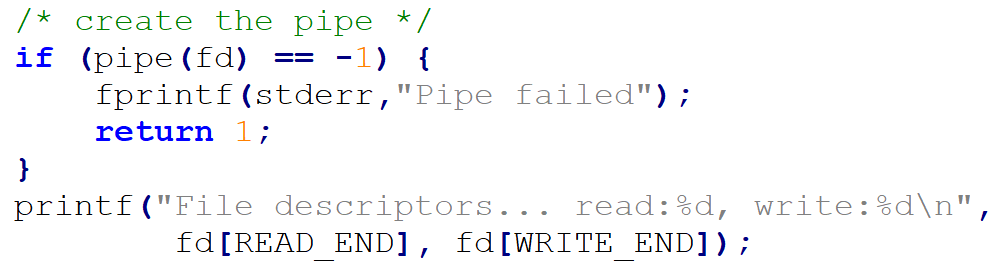 /* create the pipe */
if (pipe(fd) == -1) {
    fprintf(stderr,"Pipe failed");
    return 1;
}
printf("File descriptors... read:%d, write:%d\n",
        fd[READ_END], fd[WRITE_END]);